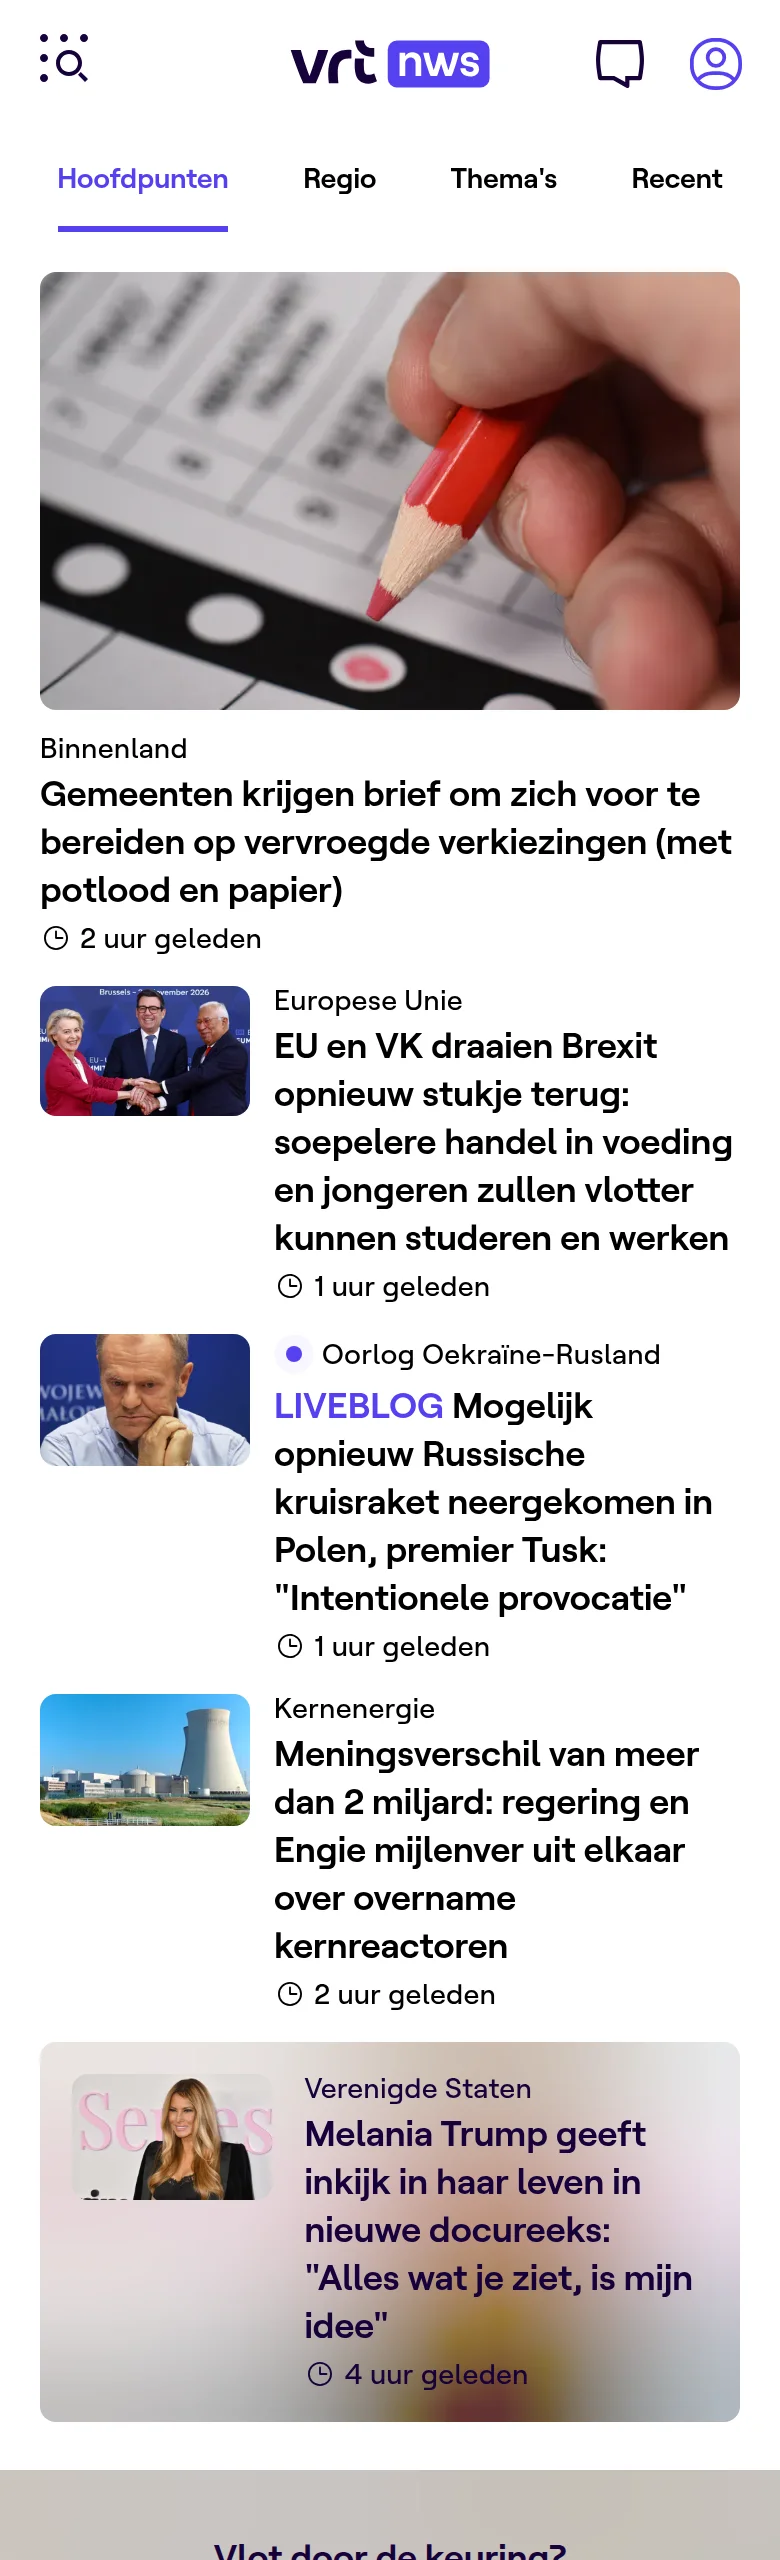 vrt nws
Hoofdpunten
Regio
Thema's
Recent
Binnenland
Gemeenten krijgen brief om zich voor te
bereiden op vervroegde verkiezingen (met
potlood en papier)
2 uur geleden
Europese Unie
EU en VK draaien Brexit
opnieuw stukje terug:
soepelere handel in voeding
en jongeren zullen vlotter
kunnen studeren en werken
1 uur geleden
Oorlog Oekraïne-Rusland
LIVEBLOG Mogelijk
opnieuw Russische
kruisraket neergekomen in
Polen, premier Tusk:
"Intentionele provocatie"
1 uur geleden
Kernenergie
Meningsverschil van meer
dan 2 miljard: regering en
Engie mijlenver uit elkaar
over overname
kernreactoren
2 uur geleden
Verenigde Staten
Melania Trump geeft
inkijk in haar leven in
nieuwe docureeks:
"Alles wat je ziet, is mijn
idee"
4 uur geleden
Vlot door de keuring?